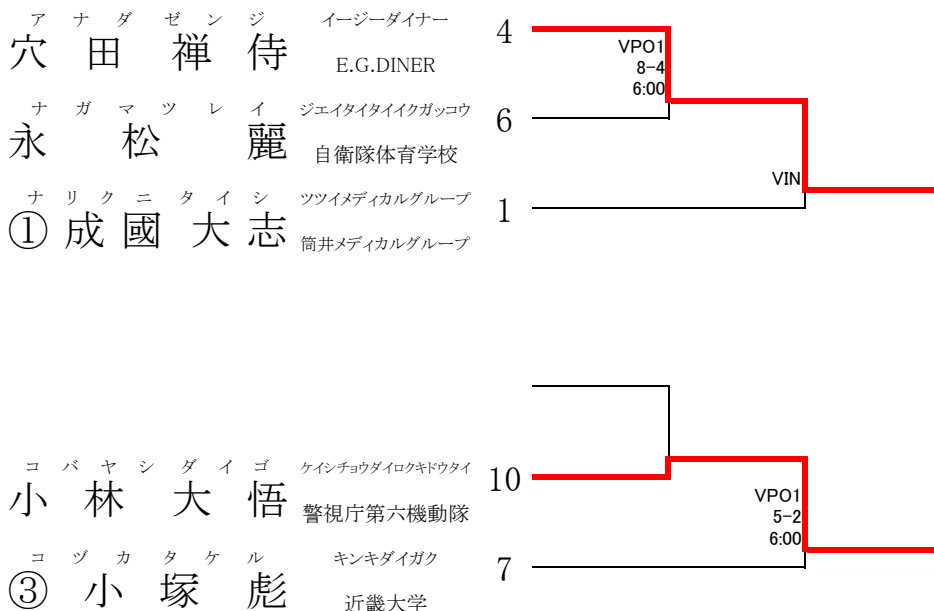 アナダゼンジ イージーダイナー
穴田禅侍 E.G.DINER 4
VPO1
8-4
6:00
ナガマツレイ ジエイタイタイイクガッコウ
永松麗 自衛隊体育学校 6
VIN
ナリクニタイシ ツツイメディカルグループ
①成國大志 筒井メディカルグループ 1
コバヤシダイゴ ケイシチョウダイロクキドウタイ
小林大悟 警視庁第六機動隊 10
VPO1
5-2
6:00
コヅカタケル キンキダイガク
③小塚彪 近畿大学 7